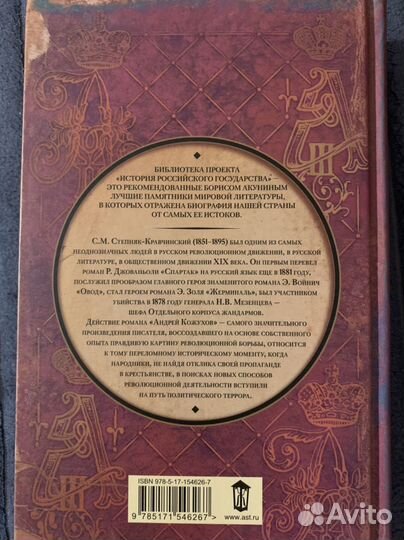 БИБЛИОТЕКА ПРОЕКТА
«ИСТОРИЯ РОССИЙСКОГО ГОСУДАРСТВА» —
ЭТО РЕКОМЕНДОВАННЫЕ БОРИСОМ АКУНИНЫМ
ЛУЧШИЕ ПАМЯТНИКИ МИРОВОЙ ЛИТЕРАТУРЫ,
В КОТОРЫХ ОТРАЖЕНА БИОГРАФИЯ НАШЕЙ СТРАНЫ
ОТ САМЫХ ЕЕ ИСТОКОВ.
С.М. Степняк-Кравчинский (1851–1895) был одним из самых
неоднозначных людей в русском революционном движении, в русской
литературе, в общественном движении XIX века. Он первым перевел
роман Р. Джованьоли «Спартак» на русский язык еще в 1881 году,
послужил прообразом главного героя знаменитого романа Э. Войнич
«Овод», стал героем романа Э. Золя «Жерминаль», был участником
убийства в 1878 году генерала Н.В. Мезенцева —
шефа Отдельного корпуса жандармов.
Действие романа «Андрей Кожухов» — самого значительного
произведения писателя, воссоздавшего на основе собственного
опыта правдивую картину революционной борьбы, относится
к тому переломному историческому моменту, когда
народники, не найдя отклика своей пропаганде
в крестьянстве, в поисках новых способов
революционной деятельности вступили
на путь политического террора.
III
III
III
ISBN 978-5-17-154626-7
9 785171 546267 >
www.ast.ru
Avito